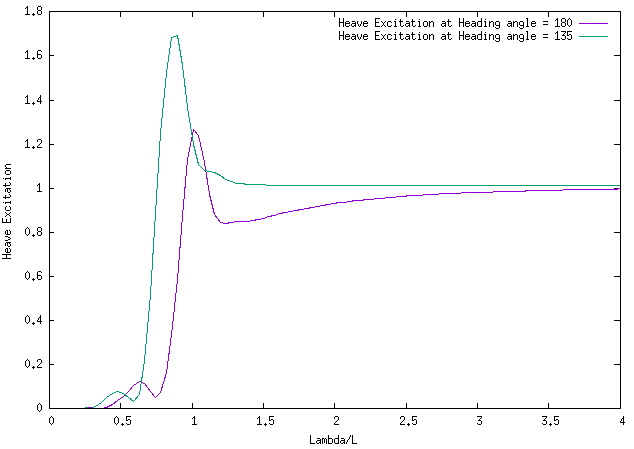 1.8
Heave Excitation at Heading angle = 180
Heave Excitation at Heading angle = 135
1.6
1.4
1.2
1
0.8
0.6
0.4
0.2
0
Heave Excitation
0 0.5 1 1.5 2 2.5 3 3.5 4
Lambda/L